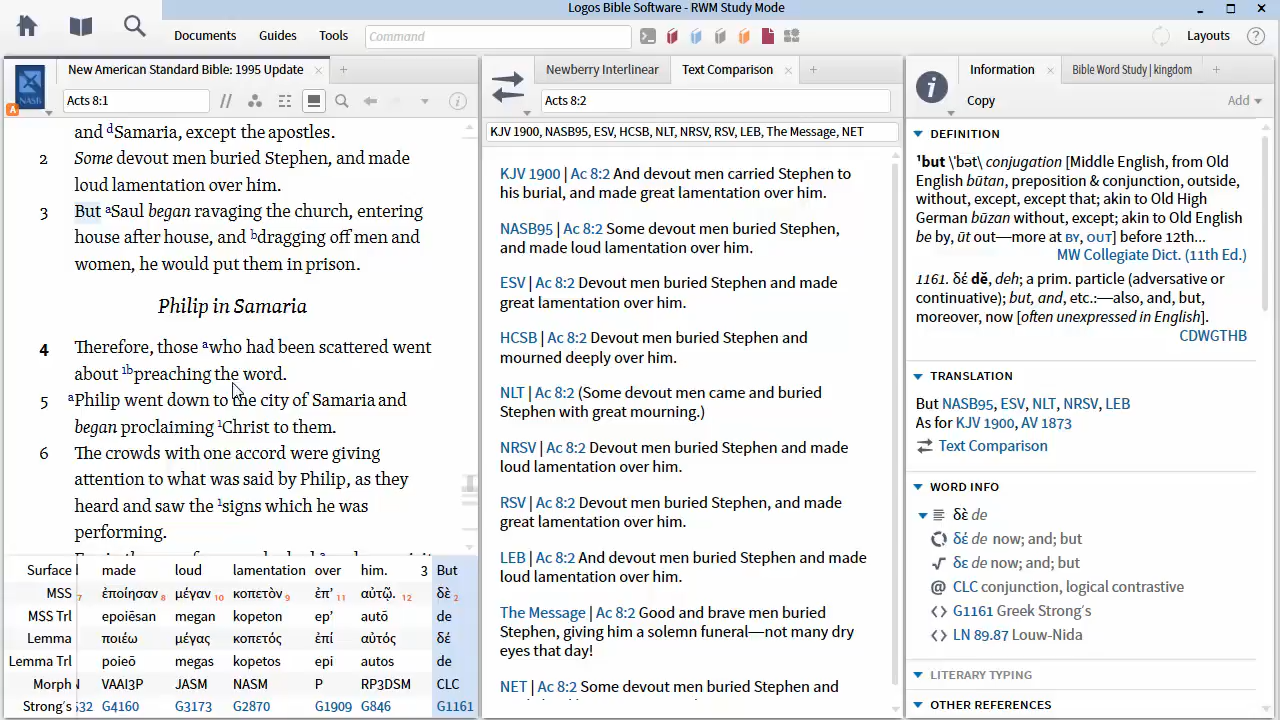 Logos Bible Software - RWM Study Mode
Documents Guides Tools Command Layouts
New American Standard Bible: 1995 Update
Acts 8:1
and dSamaria, except the apostles.
2 Some devout men buried Stephen, and made
loud lamentation over him.
3 But aSaul began ravaging the church, entering
house after house, and bdragging off men and
women, he would put them in prison.
Philip in Samaria
4 Therefore, those awho had been scattered went
about 1bpreaching the word.
5 aPhilip went down to the city of Samaria and
began proclaiming 1Christ to them.
6 The crowds with one accord were giving
attention to what was said by Philip, as they
heard and saw the 1signs which he was
performing.
Surface made loud lamentation over him. 3 But
MSS 7 ἐποίησαν 8 μέγαν 10 κοπετὸν 9 ἐπ’ 11 αὐτῷ. 12 δὲ 2
MSS Trl epoiēsan megan kopeton ep’ autō de
Lemma ποιέω μέγας κοπετός ἐπί αὐτός δέ
Lemma Trl poieō megas kopetos epi autos de
Morph VAAI3P JASM NASM P RP3DSM CLC
Strong's G4160 G3173 G2870 G1909 G846 G1161
Newberry Interlinear Text Comparison
Acts 8:2
KJV 1900, NASB95, ESV, HCSB, NLT, NRSV, RSV, LEB, The Message, NET
KJV 1900 | Ac 8:2 And devout men carried Stephen to
his burial, and made great lamentation over him.
NASB95 | Ac 8:2 Some devout men buried Stephen,
and made loud lamentation over him.
ESV | Ac 8:2 Devout men buried Stephen and made
great lamentation over him.
HCSB | Ac 8:2 Devout men buried Stephen and
mourned deeply over him.
NLT | Ac 8:2 (Some devout men came and buried
Stephen with great mourning.)
NRSV | Ac 8:2 Devout men buried Stephen and made
loud lamentation over him.
RSV | Ac 8:2 Devout men buried Stephen, and made
great lamentation over him.
LEB | Ac 8:2 And devout men buried Stephen and made
loud lamentation over him.
The Message | Ac 8:2 Good and brave men buried
Stephen, giving him a solemn funeral—not many dry
eyes that day!
NET | Ac 8:2 Some devout men buried Stephen and
Information Bible Word Study | kingdom
Copy Add
DEFINITION
1but \ˈbət\ conjugation [Middle English, from Old
English būtan, preposition & conjunction, outside,
without, except, except that; akin to Old High
German būzan without, except; akin to Old English
be by, ūt out—more at BY, OUT] before 12th...
MW Collegiate Dict. (11th Ed.)
1161. δέ dĕ, deh; a prim. particle (adversative or
continuative); but, and, etc.:—also, and, but,
moreover, now [often unexpressed in English].
CDWGTHB
TRANSLATION
But NASB95, ESV, NLT, NRSV, LEB
As for KJV 1900, AV 1873
Text Comparison
WORD INFO
δὲ de
δέ de now; and; but
δε de now; and; but
@ CLC conjunction, logical contrastive
<> G1161 Greek Strong's
<> LN 89.87 Louw-Nida
LITERARY TYPING
OTHER REFERENCES